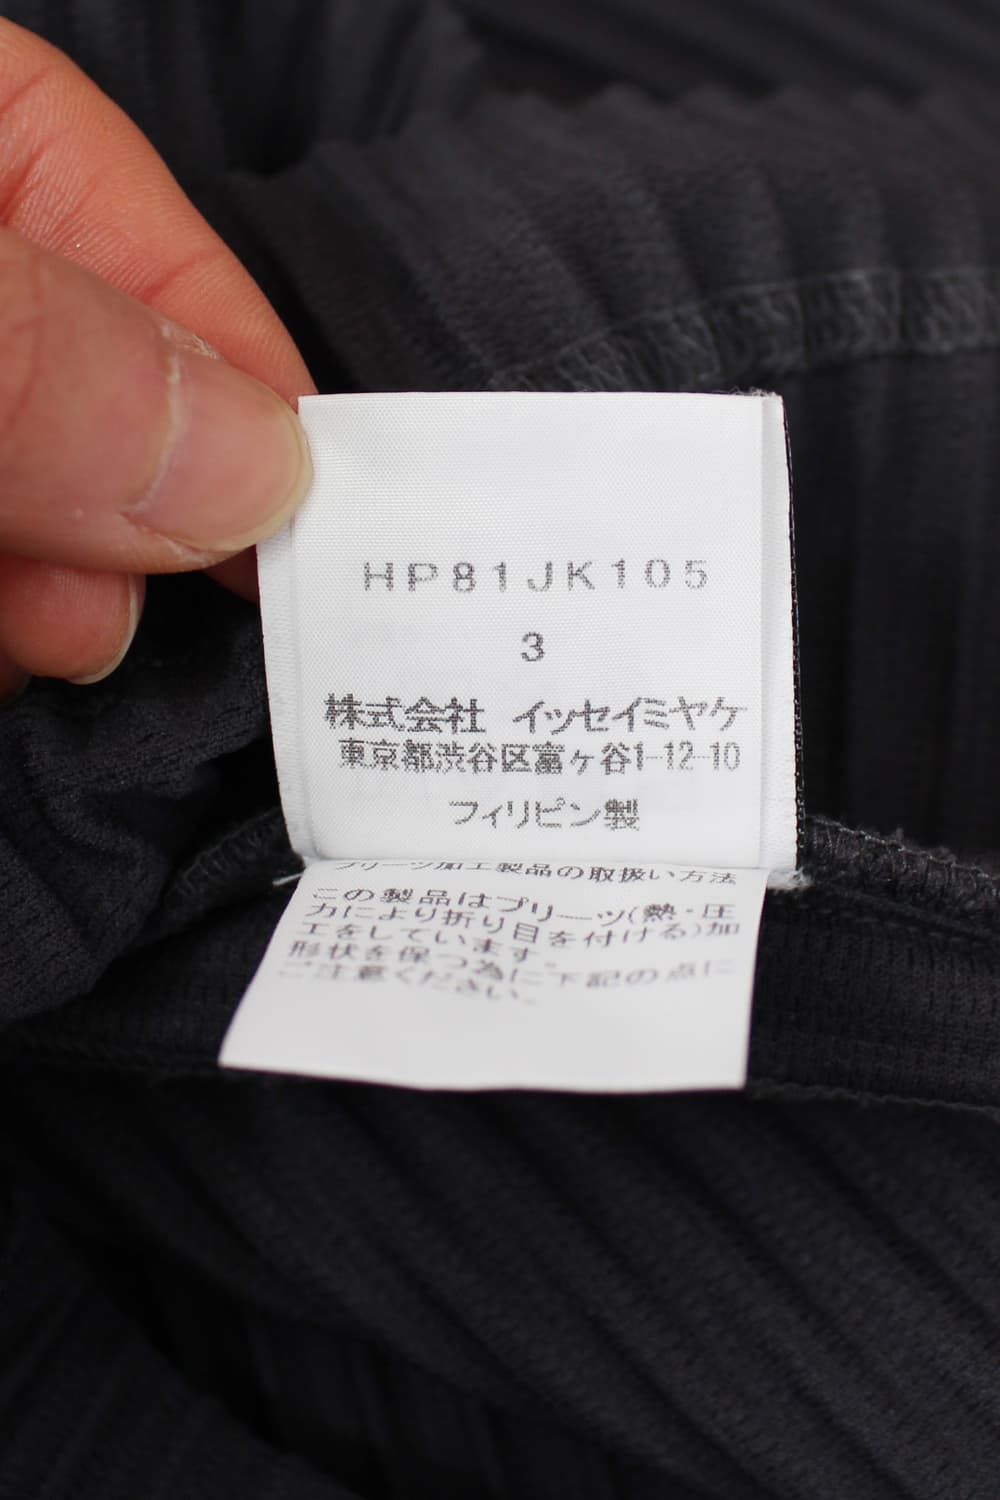 HP81JK105
3
株式会社 イッセイミヤケ
東京都渋谷区富ヶ谷1-12-10
フィリピン製
プリーツ加工製品の取扱い方法
この製品はプリーツ(熱・圧
力により折り目を付ける)加
工をしています。
形状を保つ為に下記の点に
ご注意ください。